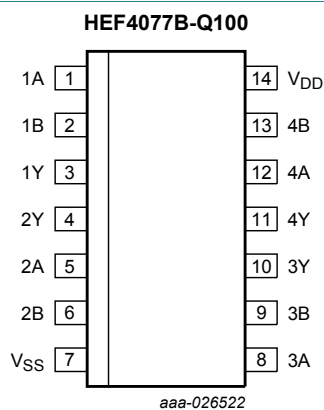 HEF4077B-Q100
1A 1 14 VDD
1B 2 13 4B
1Y 3 12 4A
2Y 4 11 4Y
2A 5 10 3Y
2B 6 9 3B
VSS 7 8 3A
aaa-026522